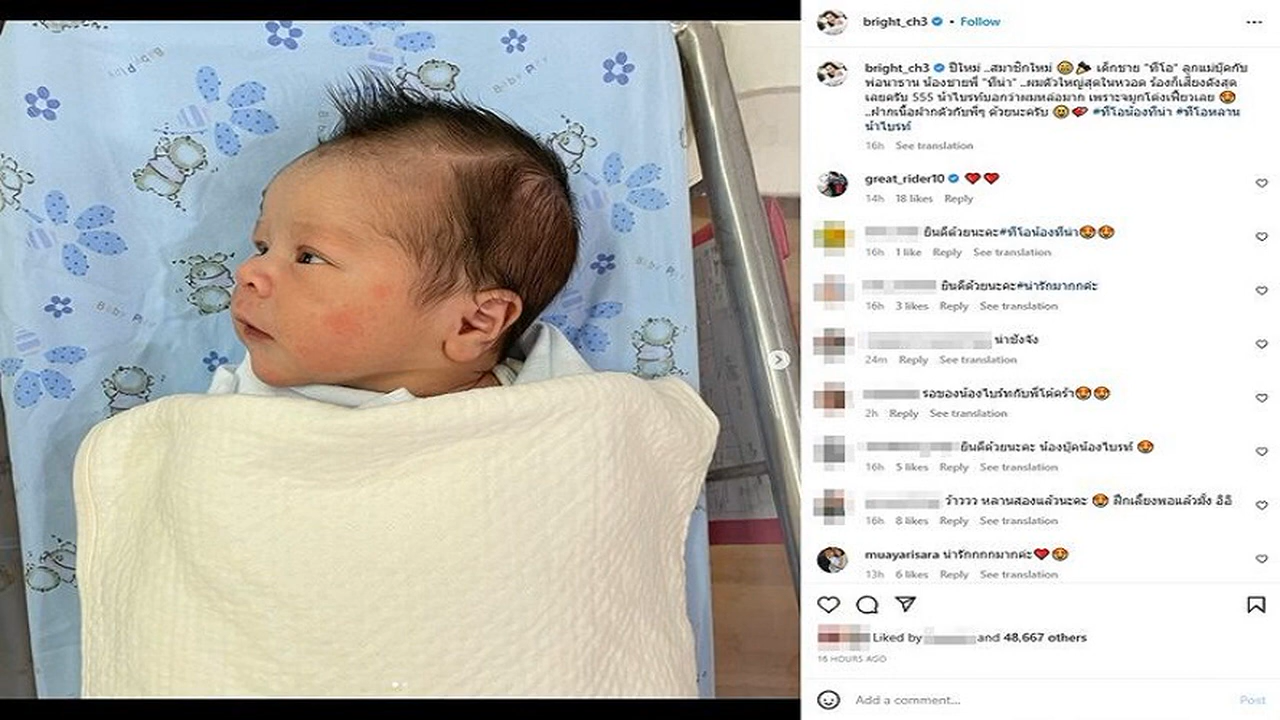 bright_ch3 • Follow
bright_ch3 ปีใหม่ ..สมาชิกใหม่ 😁🎉 เด็กชาย "ทีโอ" ลูกแม่บุ๊คกับ
พ่อนาธาน น้องชายพี่ "ทีน่า" ..ผมตัวใหญ่สุดในหวอด ร้องก็เสียงดังสุด
เลยครับ 555 น้าไบรท์บอกว่าผมหล่อมาก เพราะจมูกโด่งเฟี้ยวเลย 🥰
..ฝากเนื้อฝากตัวกับพี่ๆ ด้วยนะครับ 😄💕 #ทีโอน้องทีน่า #ทีโอหลาน
น้าไบรท์
16h See translation
great_rider10 ❤️❤️
14h 18 likes Reply
ยินดีด้วยนะคะ#ทีโอน้องทีน่า🥰🥰
16h 1 like Reply See translation
ยินดีด้วยนะคะ#น่ารักมากกค่ะ
16h 3 likes Reply See translation
น่าชังจัง
24m Reply See translation
รอของน้องไบร์ทกับพี่โต๋คร้า🥰🥰
2h Reply See translation
ยินดีด้วยนะคะ น้องบุ๊คน้องไบรท์ 🥰
16h 5 likes Reply See translation
ว้าววว หลานสองแล้วนะคะ 🥰 ฝึกเลี้ยงพอแล้วมั้ง อิอิ
16h 8 likes Reply See translation
muayarisara น่ารักกกกมากค่ะ❤️🥰
13h 6 likes Reply See translation
Liked by and 48,667 others
16 HOURS AGO
Add a comment... Post